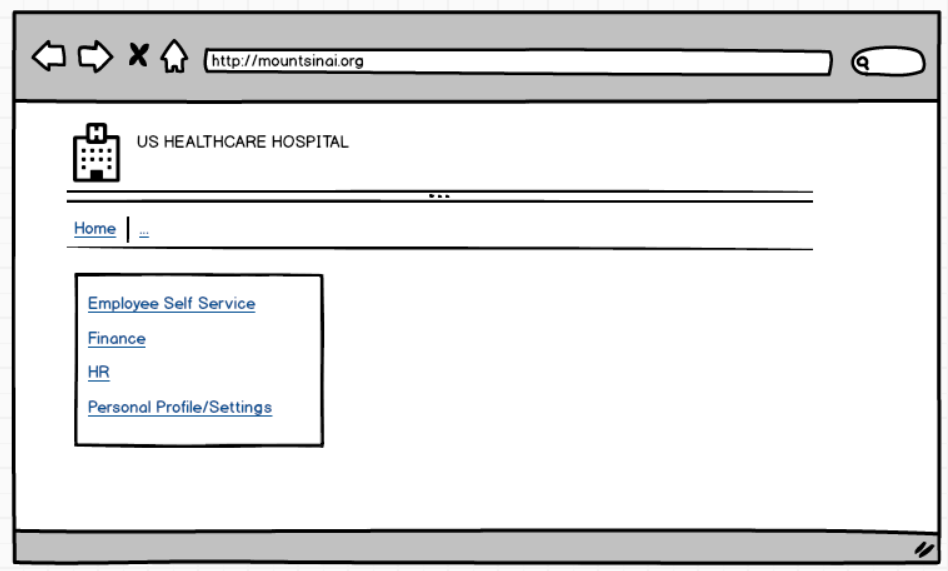 http://mountsinai.org
H
US HEALTHCARE HOSPITAL
Home | ...
Employee Self Service
Finance
HR
Personal Profile/Settings